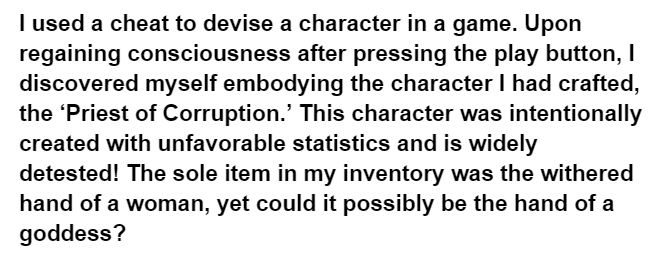 I used a cheat to devise a character in a game. Upon
regaining consciousness after pressing the play button, I
discovered myself embodying the character I had crafted,
the ‘Priest of Corruption.’ This character was intentionally
created with unfavorable statistics and is widely
detested! The sole item in my inventory was the withered
hand of a woman, yet could it possibly be the hand of a
goddess?